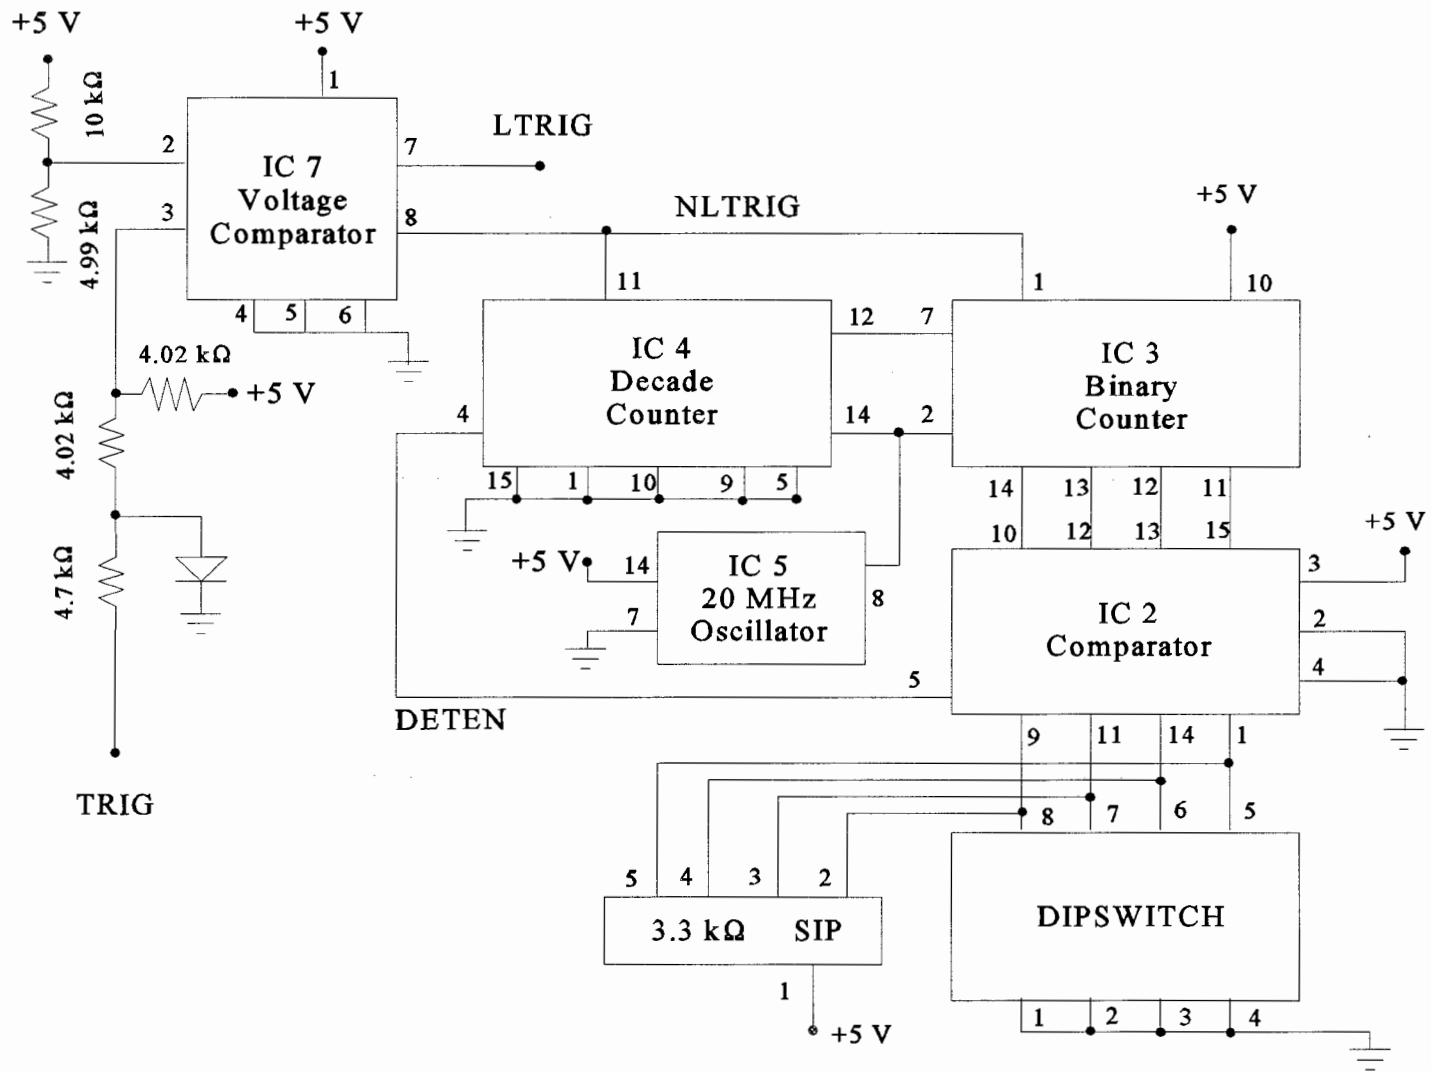 +5 V
+5 V
1
10 kΩ
2
7
LTRIG
IC 7
Voltage
Comparator
3
8
4.99 kΩ
NLTRIG
+5 V
4
5
6
11
1
10
4.02 kΩ
+5 V
4.02 kΩ
4
IC 4
Decade
Counter
12
7
14
2
IC 3
Binary
Counter
15
1
10
9
5
14
13
12
11
10
12
13
15
+5 V
4.7 kΩ
+5 V
14
7
IC 5
20 MHz
Oscillator
8
IC 2
Comparator
3
2
4
5
DETEN
9
11
14
1
TRIG
8
7
6
5
5
4
3
2
3.3 kΩ SIP
DIPSWITCH
1
+5 V
1
2
3
4